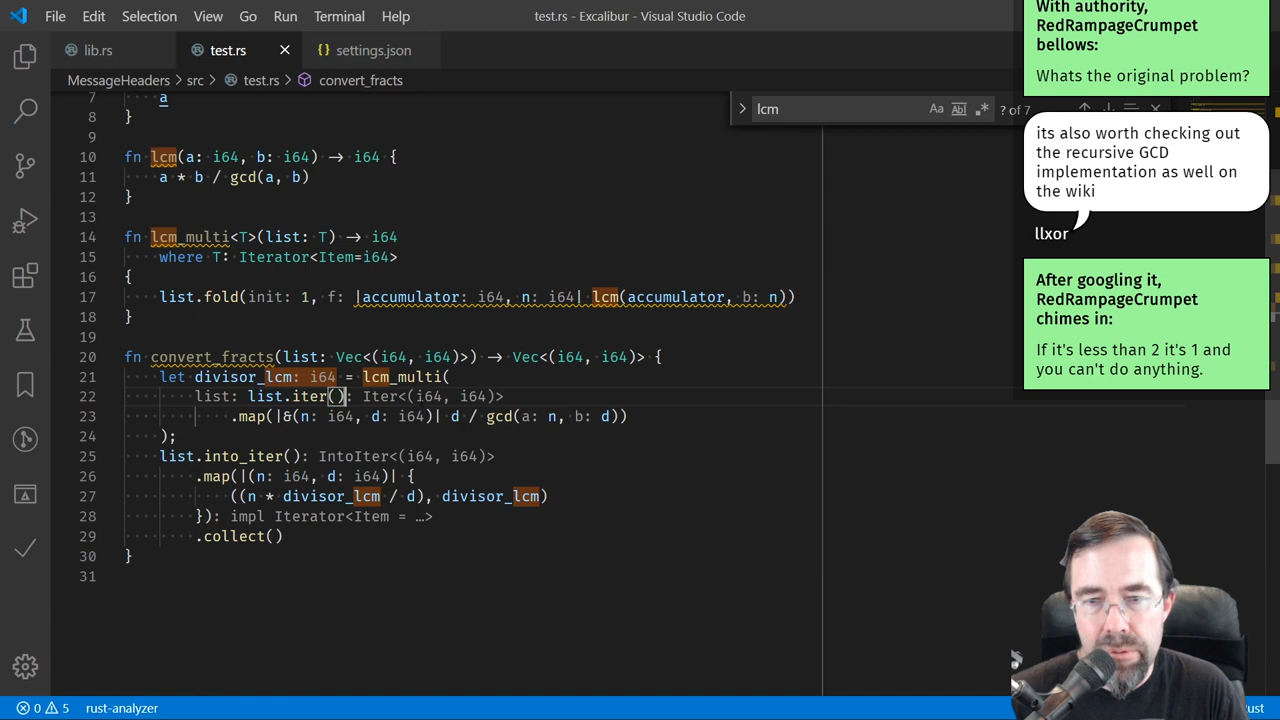 File Edit Selection View Go Run Terminal Help
test.rs - Excalibur - Visual Studio Code
lib.rs test.rs settings.json
MessageHeaders > src > test.rs > convert_fracts
lcm
Aa Abl .* ? of 7
7 a
8 }
9
10 fn lcm(a: i64, b: i64) → i64 {
11 a * b / gcd(a, b)
12 }
13
14 fn lcm_multi<T>(list: T) → i64
15 where T: Iterator<Item=i64>
16 {
17 list.fold(init: 1, f: |accumulator: i64, n: i64| lcm(accumulator, b: n))
18 }
19
20 fn convert_fracts(list: Vec<(i64, i64)>) → Vec<(i64, i64)> {
21 let divisor_lcm: i64 = lcm_multi(
22 list: list.iter(): Iter<(i64, i64)>
23 .map(|&(n: i64, d: i64)| d / gcd(a: n, b: d))
24 );
25 list.into_iter(): IntoIter<(i64, i64)>
26 .map(|(n: i64, d: i64)| {
27 ((n * divisor_lcm / d), divisor_lcm)
28 }): impl Iterator<Item = …>
29 .collect()
30 }
31
With authority,
RedRampageCrumpet
bellows:
Whats the original problem?
its also worth checking out
the recursive GCD
implementation as well on
the wiki
llxor
After googling it,
RedRampageCrumpet
chimes in:
If it's less than 2 it's 1 and
you can't do anything.
0 5 rust-analyzer